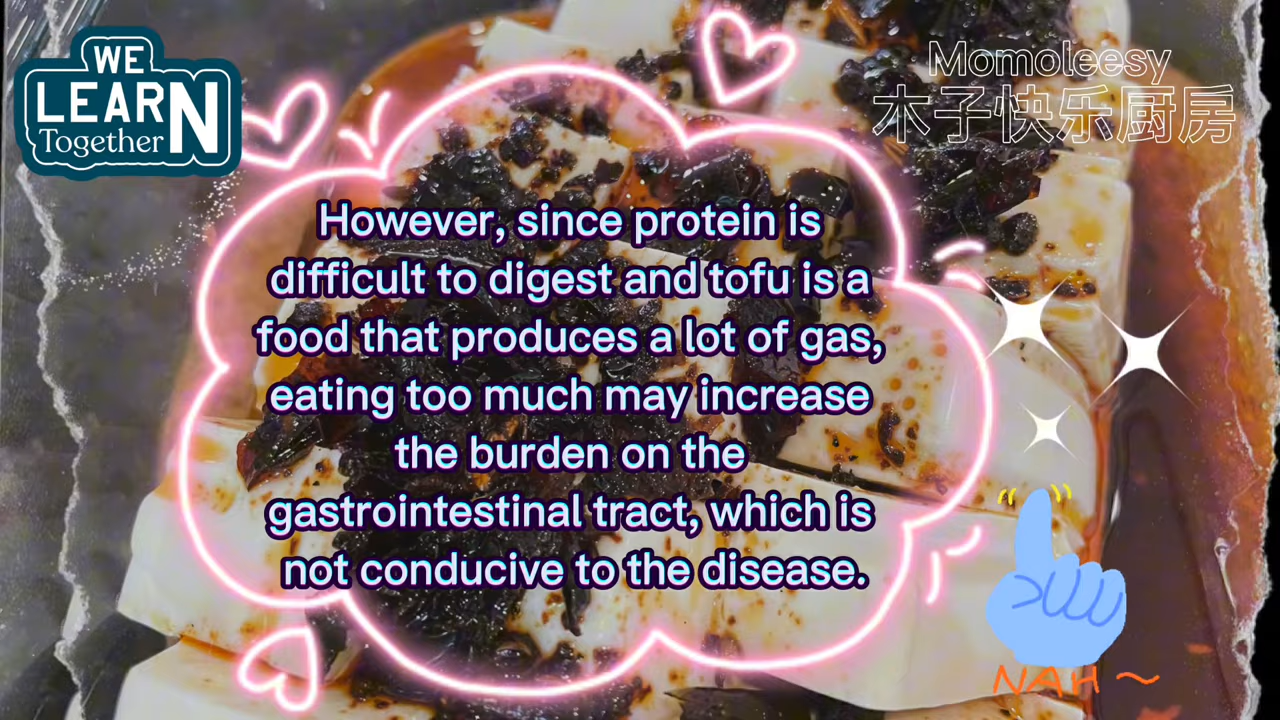 WE
LEARN
Together
Momoleesy
木子快乐厨房
However, since protein is
difficult to digest and tofu is a
food that produces a lot of gas,
eating too much may increase
the burden on the
gastrointestinal tract, which is
not conducive to the disease.
NAH ~